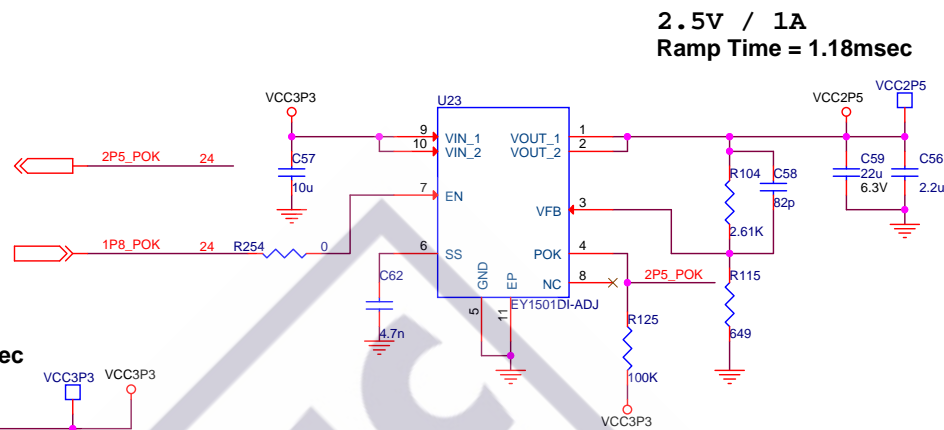 2.5V / 1A
Ramp Time = 1.18msec
VCC3P3
U23
VCC2P5
VCC2P5
9
10
VIN_1
VIN_2
VOUT_1
VOUT_2
1
2
2P5_POK
24
C57
10u
R104
2.61K
C58
82p
C59
22u
6.3V
C56
2.2u
7
EN
VFB
3
1P8_POK
24
R254
0
6
SS
POK
4
NC
8
2P5_POK
GND
EP
5
11
EY1501DI-ADJ
C62
4.7n
R115
649
R125
100K
VCC3P3
ec
VCC3P3
VCC3P3